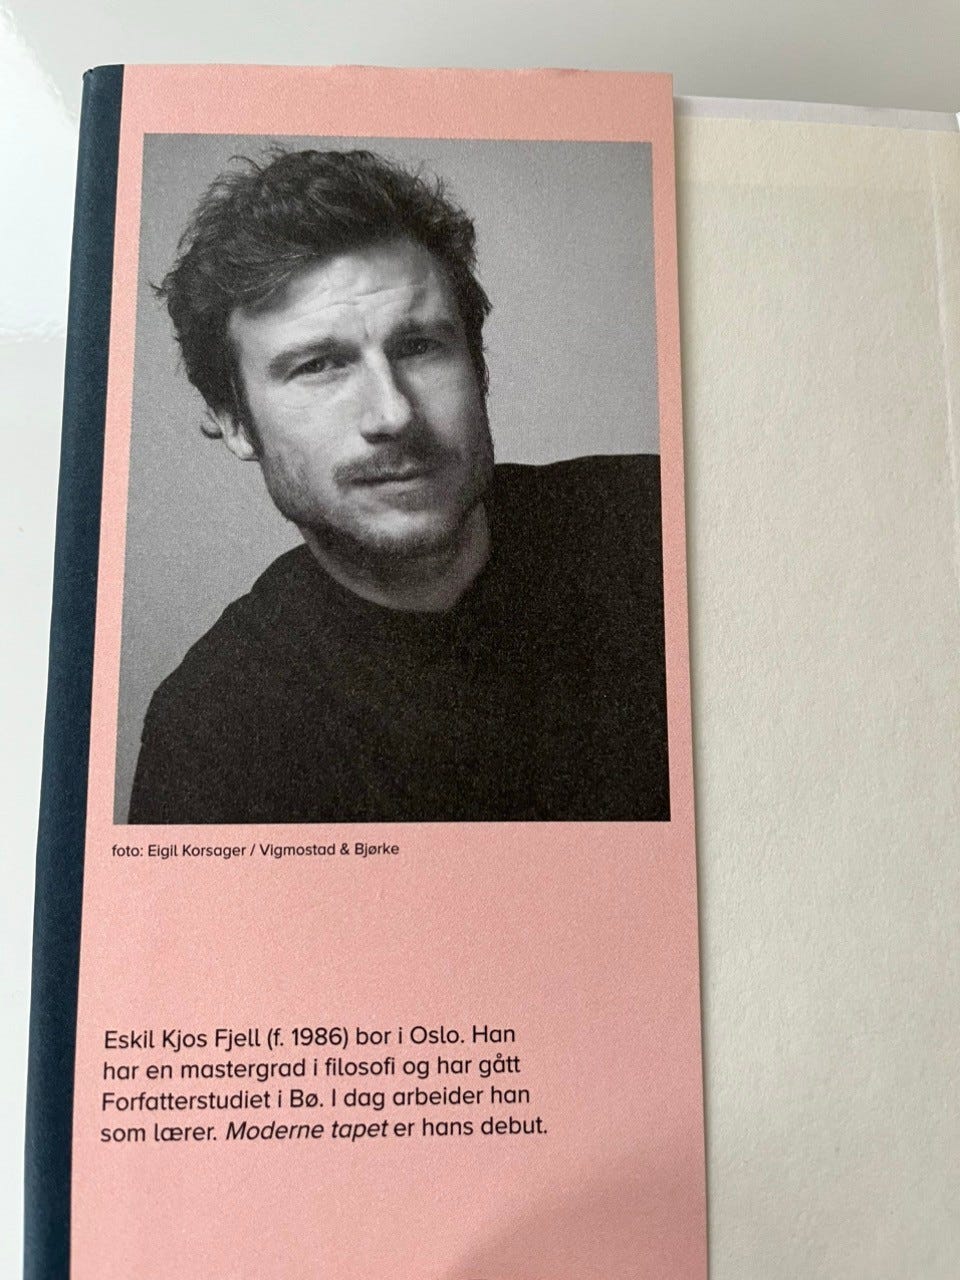 foto: Eigil Korsager / Vigmostad & Bjørke
Eskil Kjos Fjell (f. 1986) bor i Oslo. Han
har en mastergrad i filosofi og har gått
Forfatterstudiet i Bø. I dag arbeider han
som lærer. Moderne tapet er hans debut.